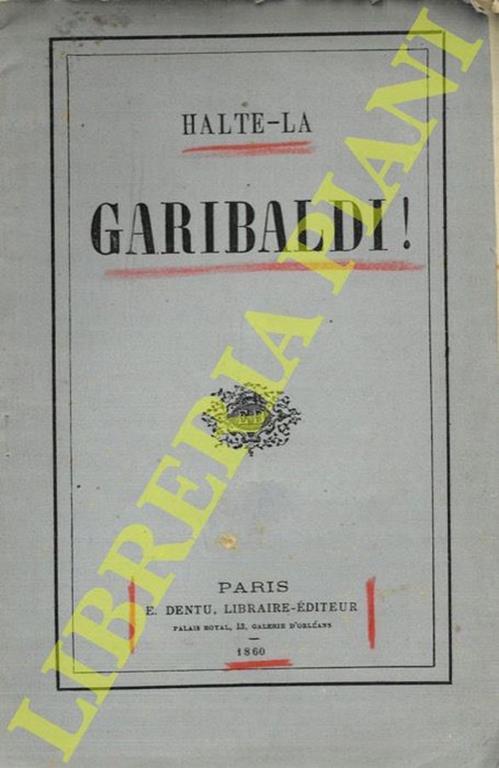 HALTE-LA
GARIBALDI!
PARIS
E. DENTU, LIBRAIRE-ÉDITEUR
PALAIS ROYAL, 13, GALERIE D'ORLÉANS
1860
LIBRERIA PIANI